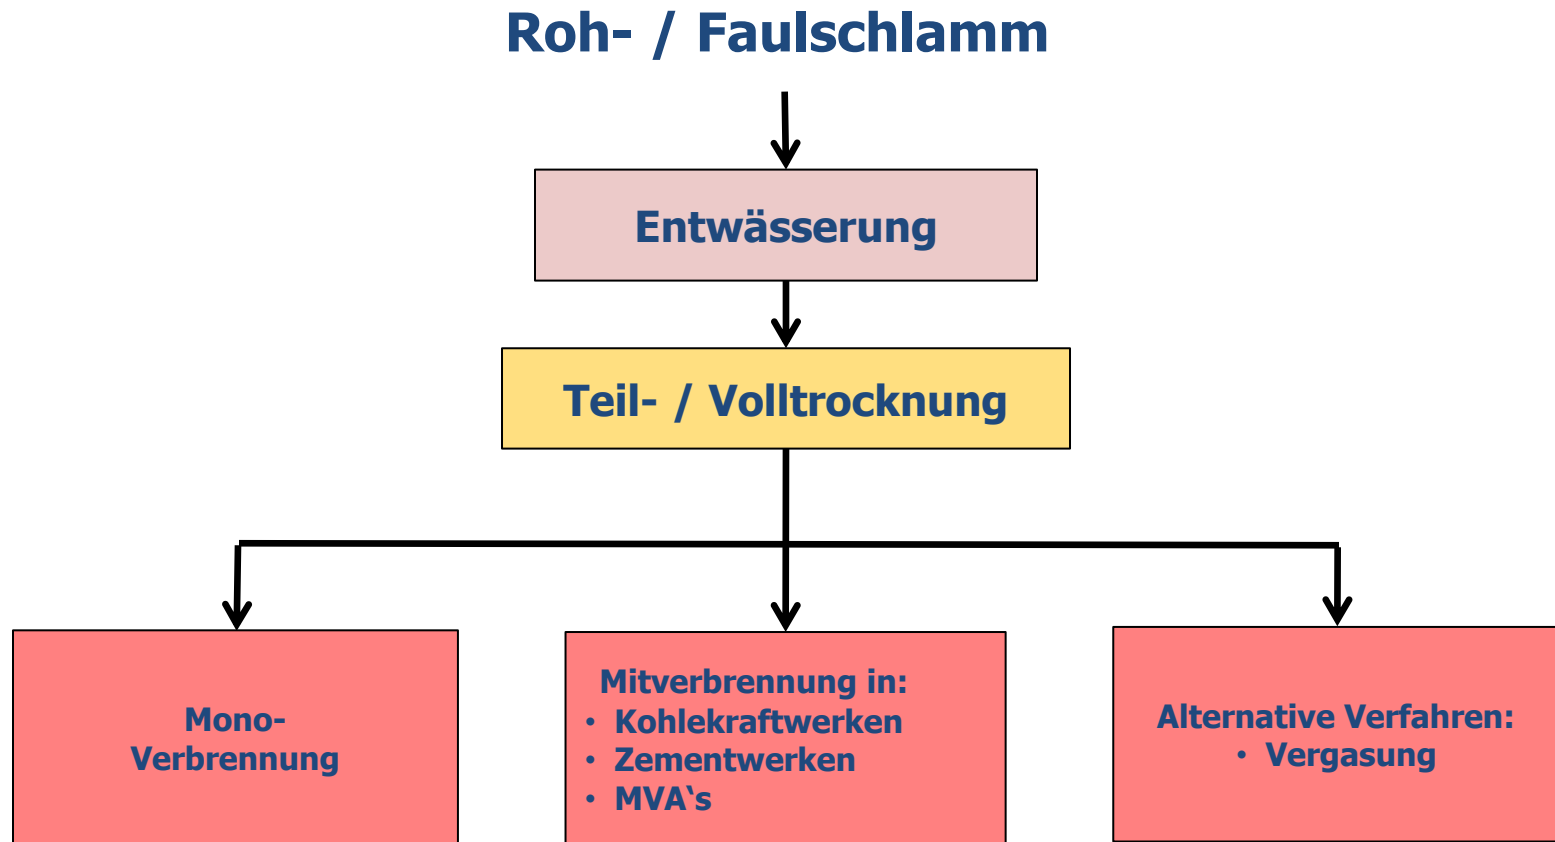 Roh- / Faulschlamm
Entwässerung
Teil- / Volltrocknung
Mono-
Verbrennung
Mitverbrennung in:
• Kohlekraftwerken
• Zementwerken
• MVA‘s
Alternative Verfahren:
• Vergasung